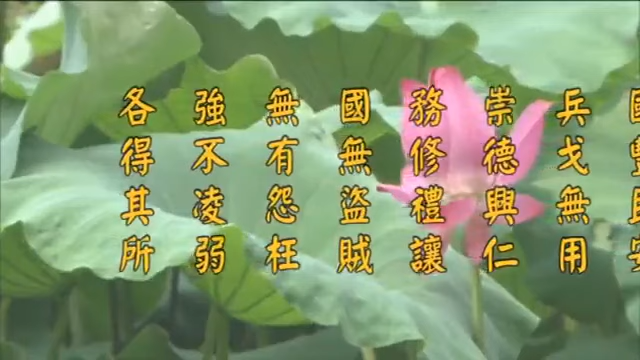 兵戈無用
崇德興仁
務修禮讓
國無盜賊
無有怨枉
強不凌弱
各得其所